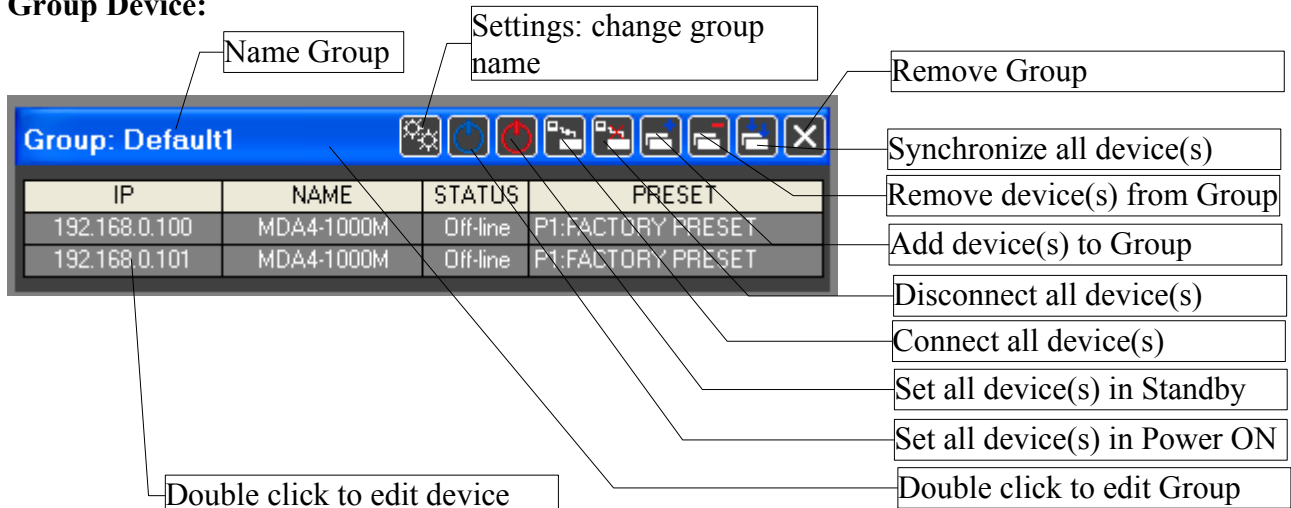 Group Device:
Name Group
Settings: change group
name
Remove Group
Group: Default1
Synchronize all device(s)
IP NAME STATUS PRESET
Remove device(s) from Group
192.168.0.100 MDA4-1000M Off-line P1:FACTORY PRESET
Add device(s) to Group
192.168.0.101 MDA4-1000M Off-line P1:FACTORY PRESET
Disconnect all device(s)
Connect all device(s)
Set all device(s) in Standby
Set all device(s) in Power ON
Double click to edit device
Double click to edit Group